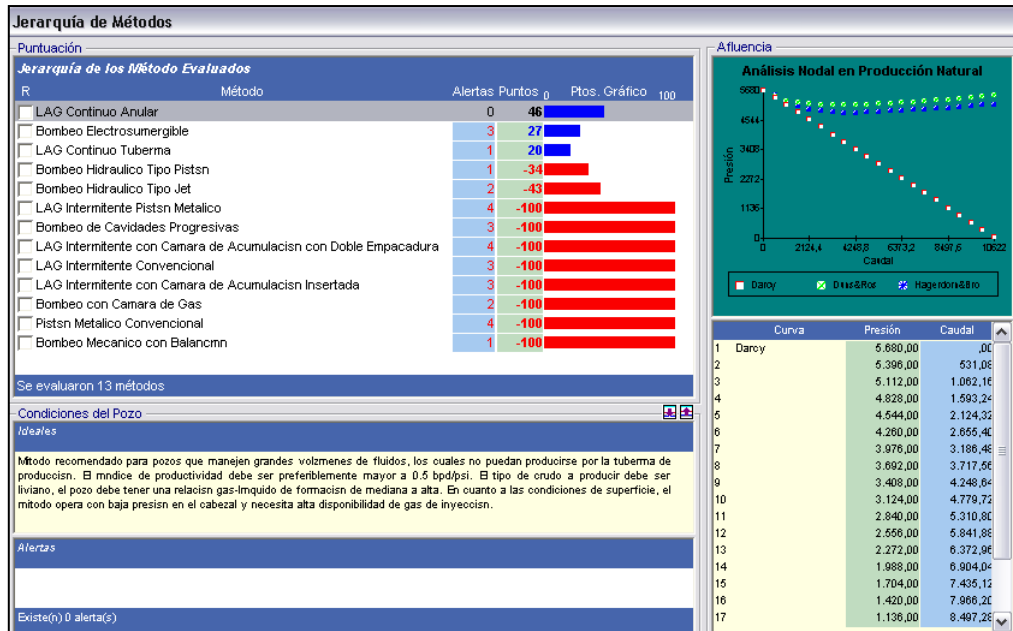 Jerarquía de Métodos
Puntuación
Jerarquía de los Método Evaluados
R Método Alertas Puntos 0 Ptos. Gráfico 100
LAG Continuo Anular 0 46
Bombeo Electrosumergible 3 27
LAG Continuo Tuberma 1 20
Bombeo Hidraulico Tipo Pistsn 1 -34
Bombeo Hidraulico Tipo Jet 2 -43
LAG Intermitente Pistsn Metalico 4 -100
Bombeo de Cavidades Progresivas 3 -100
LAG Intermitente con Camara de Acumulacisn con Doble Empacadura 4 -100
LAG Intermitente Convencional 3 -100
LAG Intermitente con Camara de Acumulacisn Insertada 3 -100
Bombeo con Camara de Gas 2 -100
Pistsn Metalico Convencional 4 -100
Bombeo Mecanico con Balancmn 1 -100
Se evaluaron 13 métodos
Condiciones del Pozo
Ideales
Mitodo recomendado para pozos que manejen grandes volzmenes de fluidos, los cuales no puedan producirse por la tuberma de
produccisn. El mndice de productividad debe ser preferiblemente mayor a 0.5 bpd/psi. El tipo de crudo a producir debe ser
liviano, el pozo debe tener una relacisn gas-lmquido de formacisn de mediana a alta. En cuanto a las condiciones de superficie, el
mitodo opera con baja presisn en el cabezal y necesita alta disponibilidad de gas de inyeccisn.
Alertas
Existe(n) 0 alerta(s)
Afluencia
Análisis Nodal en Producción Natural
Presión
5680
4544
3408
2272
1136
0
0 2124,4 4248,8 6373,2 8497,6 10622
Caudal
Darcy Duns&Ros Hagerdorn&Bro
Curva Presión Caudal
1 Darcy 5.680,00 ,00
2 5.396,00 531,08
3 5.112,00 1.062,16
4 4.828,00 1.593,24
5 4.544,00 2.124,32
6 4.260,00 2.655,40
7 3.976,00 3.186,48
8 3.692,00 3.717,56
9 3.408,00 4.248,64
10 3.124,00 4.779,72
11 2.840,00 5.310,80
12 2.556,00 5.841,88
13 2.272,00 6.372,96
14 1.988,00 6.904,04
15 1.704,00 7.435,12
16 1.420,00 7.966,20
17 1.136,00 8.497,28